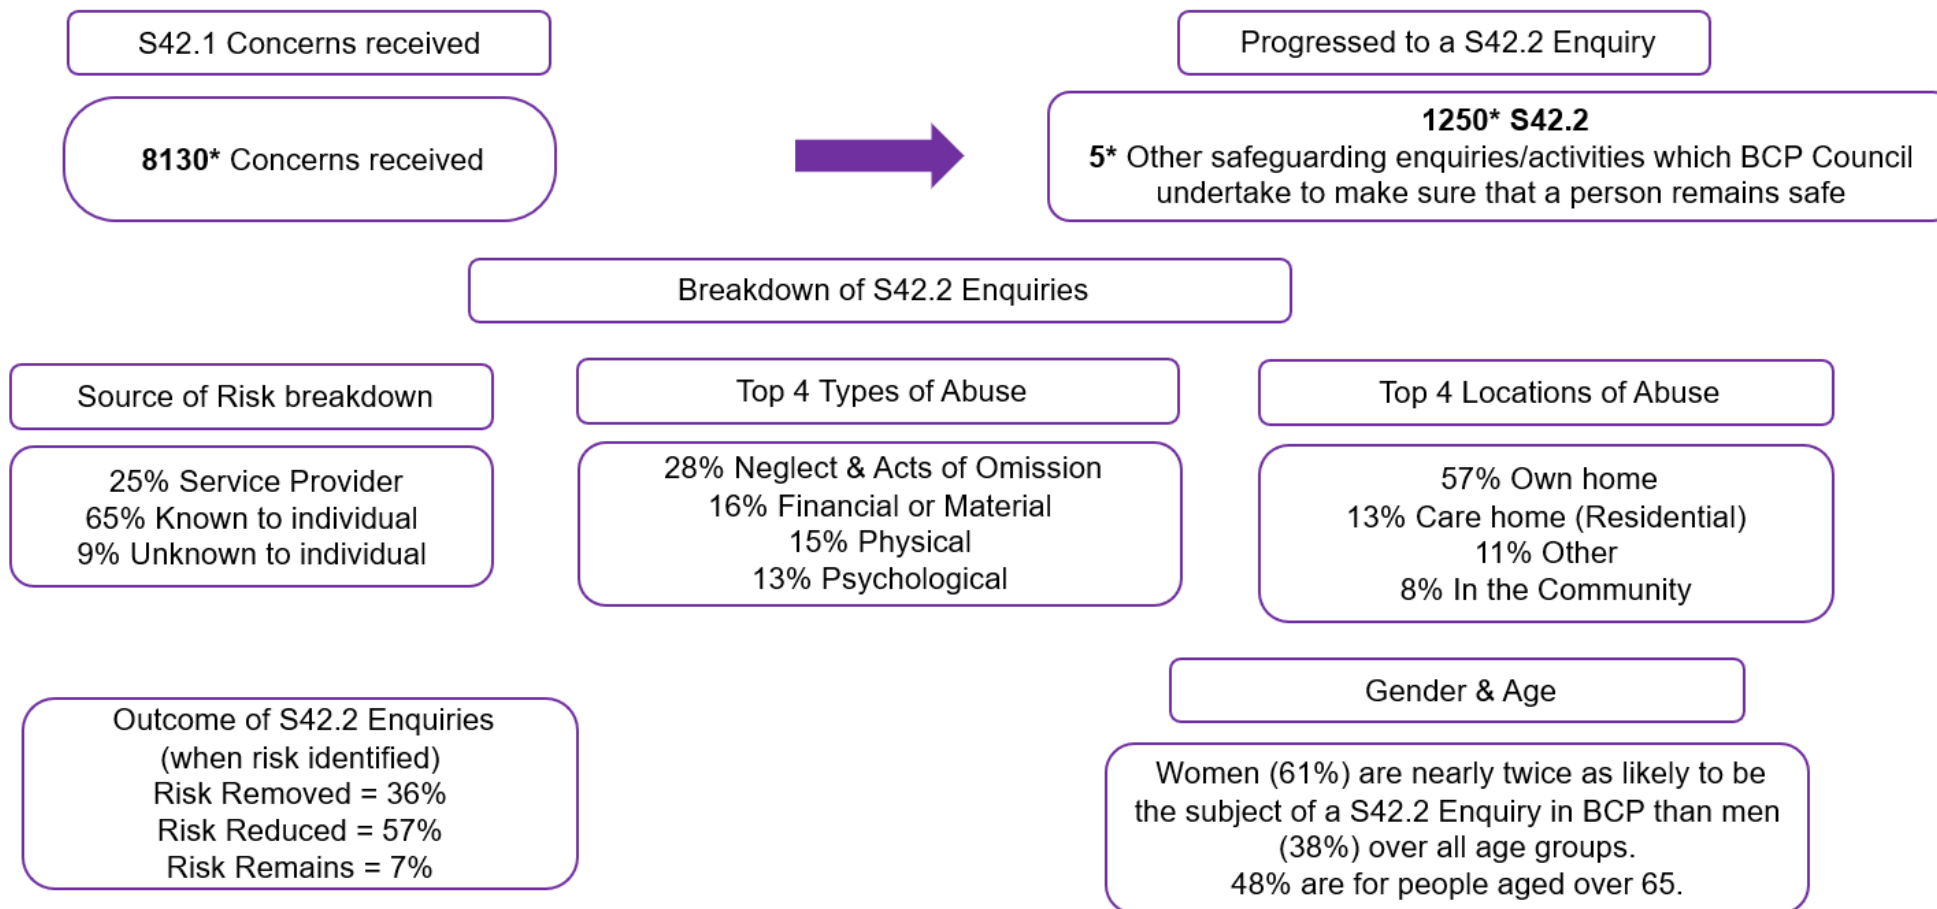 S42.1 Concerns received
Progressed to a S42.2 Enquiry
8130* Concerns received
1250* S42.2
5* Other safeguarding enquiries/activities which BCP Council
undertake to make sure that a person remains safe
Breakdown of S42.2 Enquiries
Source of Risk breakdown
25% Service Provider
65% Known to individual
9% Unknown to individual
Top 4 Types of Abuse
28% Neglect & Acts of Omission
16% Financial or Material
15% Physical
13% Psychological
Top 4 Locations of Abuse
57% Own home
13% Care home (Residential)
11% Other
8% In the Community
Outcome of S42.2 Enquiries
(when risk identified)
Risk Removed = 36%
Risk Reduced = 57%
Risk Remains = 7%
Gender & Age
Women (61%) are nearly twice as likely to be
the subject of a S42.2 Enquiry in BCP than men
(38%) over all age groups.
48% are for people aged over 65.